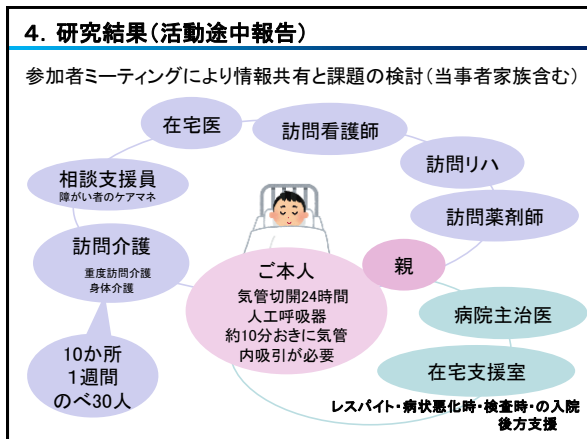 4. 研究結果(活動途中報告)
参加者ミーティングにより情報共有と課題の検討(当事者家族含む)
在宅医
訪問看護師
訪問リハ
相談支援員
障がい者のケアマネ
訪問薬剤師
訪問介護
重度訪問介護
身体介護
親
ご本人
気管切開24時間
人工呼吸器
約10分おきに気管
内吸引が必要
病院主治医
10か所
1週間
のべ30人
在宅支援室
レスパイト・病状悪化時・検査時・の入院
後方支援